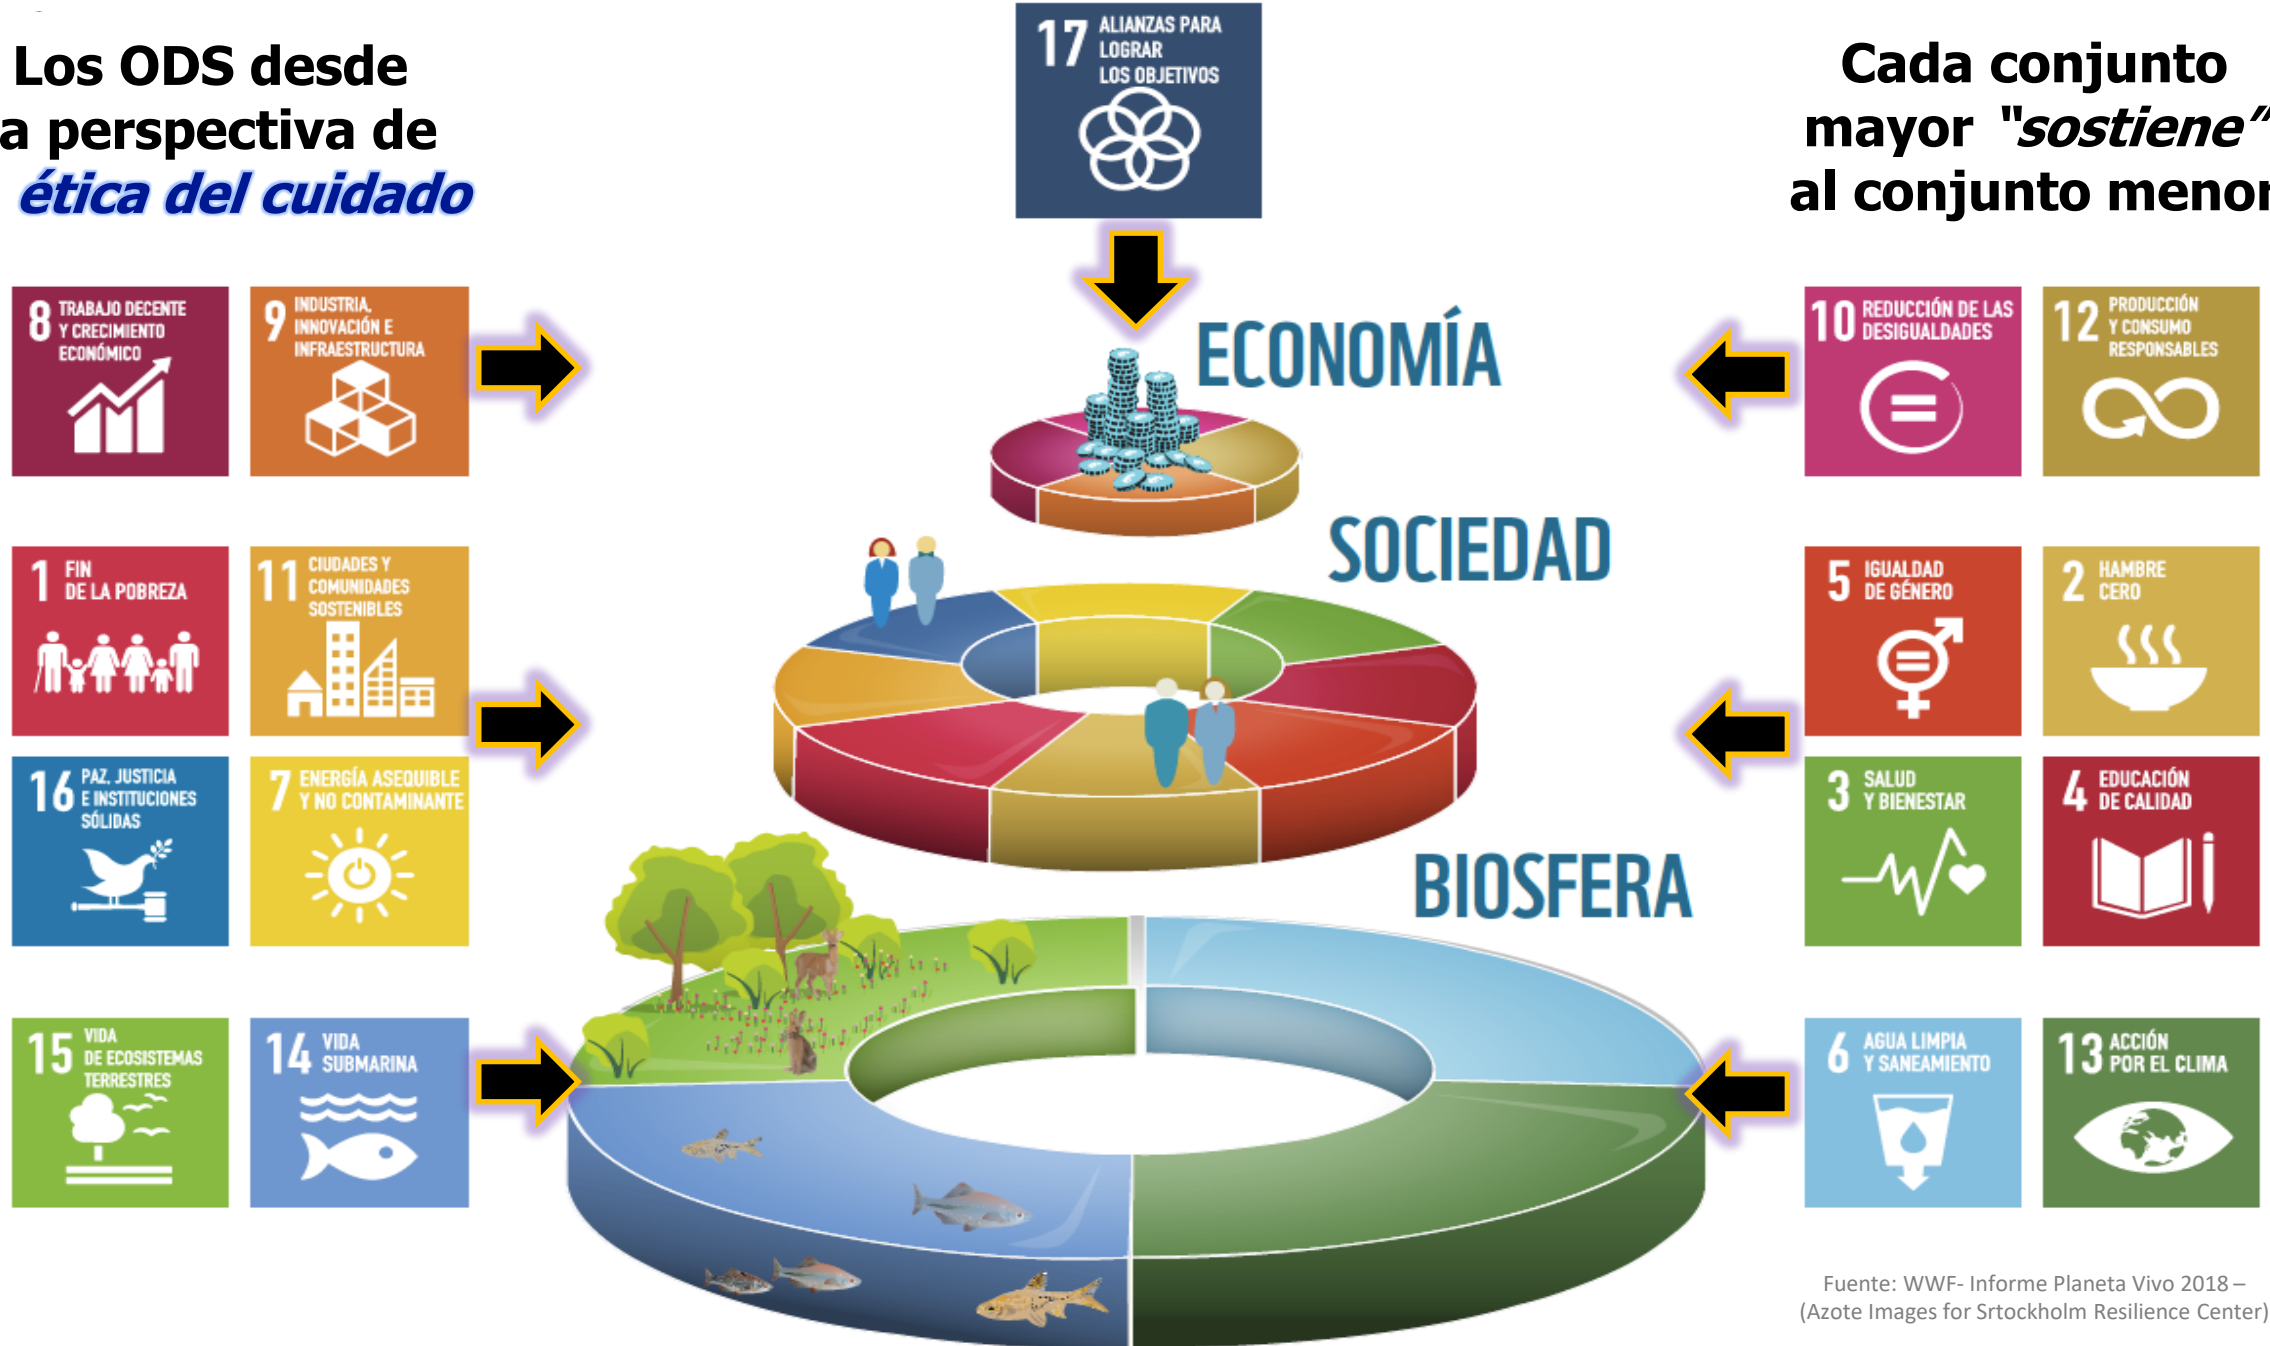 Los ODS desde
a perspectiva de
ética del cuidado
17 ALIANZAS PARA
LOGRAR
LOS OBJETIVOS
Cada conjunto
mayor “sostiene”
al conjunto menor
8 TRABAJO DECENTE
Y CRECIMIENTO
ECONÓMICO
9 INDUSTRIA,
INNOVACIÓN E
INFRAESTRUCTURA
ECONOMÍA
10 REDUCCIÓN DE LAS
DESIGUALDADES
12 PRODUCCIÓN
Y CONSUMO
RESPONSABLES
1 FIN
DE LA POBREZA
11 CIUDADES Y
COMUNIDADES
SOSTENIBLES
SOCIEDAD
5 IGUALDAD
DE GÉNERO
2 HAMBRE
CERO
16 PAZ, JUSTICIA
E INSTITUCIONES
SÓLIDAS
7 ENERGÍA ASEQUIBLE
Y NO CONTAMINANTE
3 SALUD
Y BIENESTAR
4 EDUCACIÓN
DE CALIDAD
BIOSFERA
15 VIDA
DE ECOSISTEMAS
TERRESTRES
14 VIDA
SUBMARINA
6 AGUA LIMPIA
Y SANEAMIENTO
13 ACCIÓN
POR EL CLIMA
Fuente: WWF- Informe Planeta Vivo 2018 –
(Azote Images for Srtockholm Resilience Center)